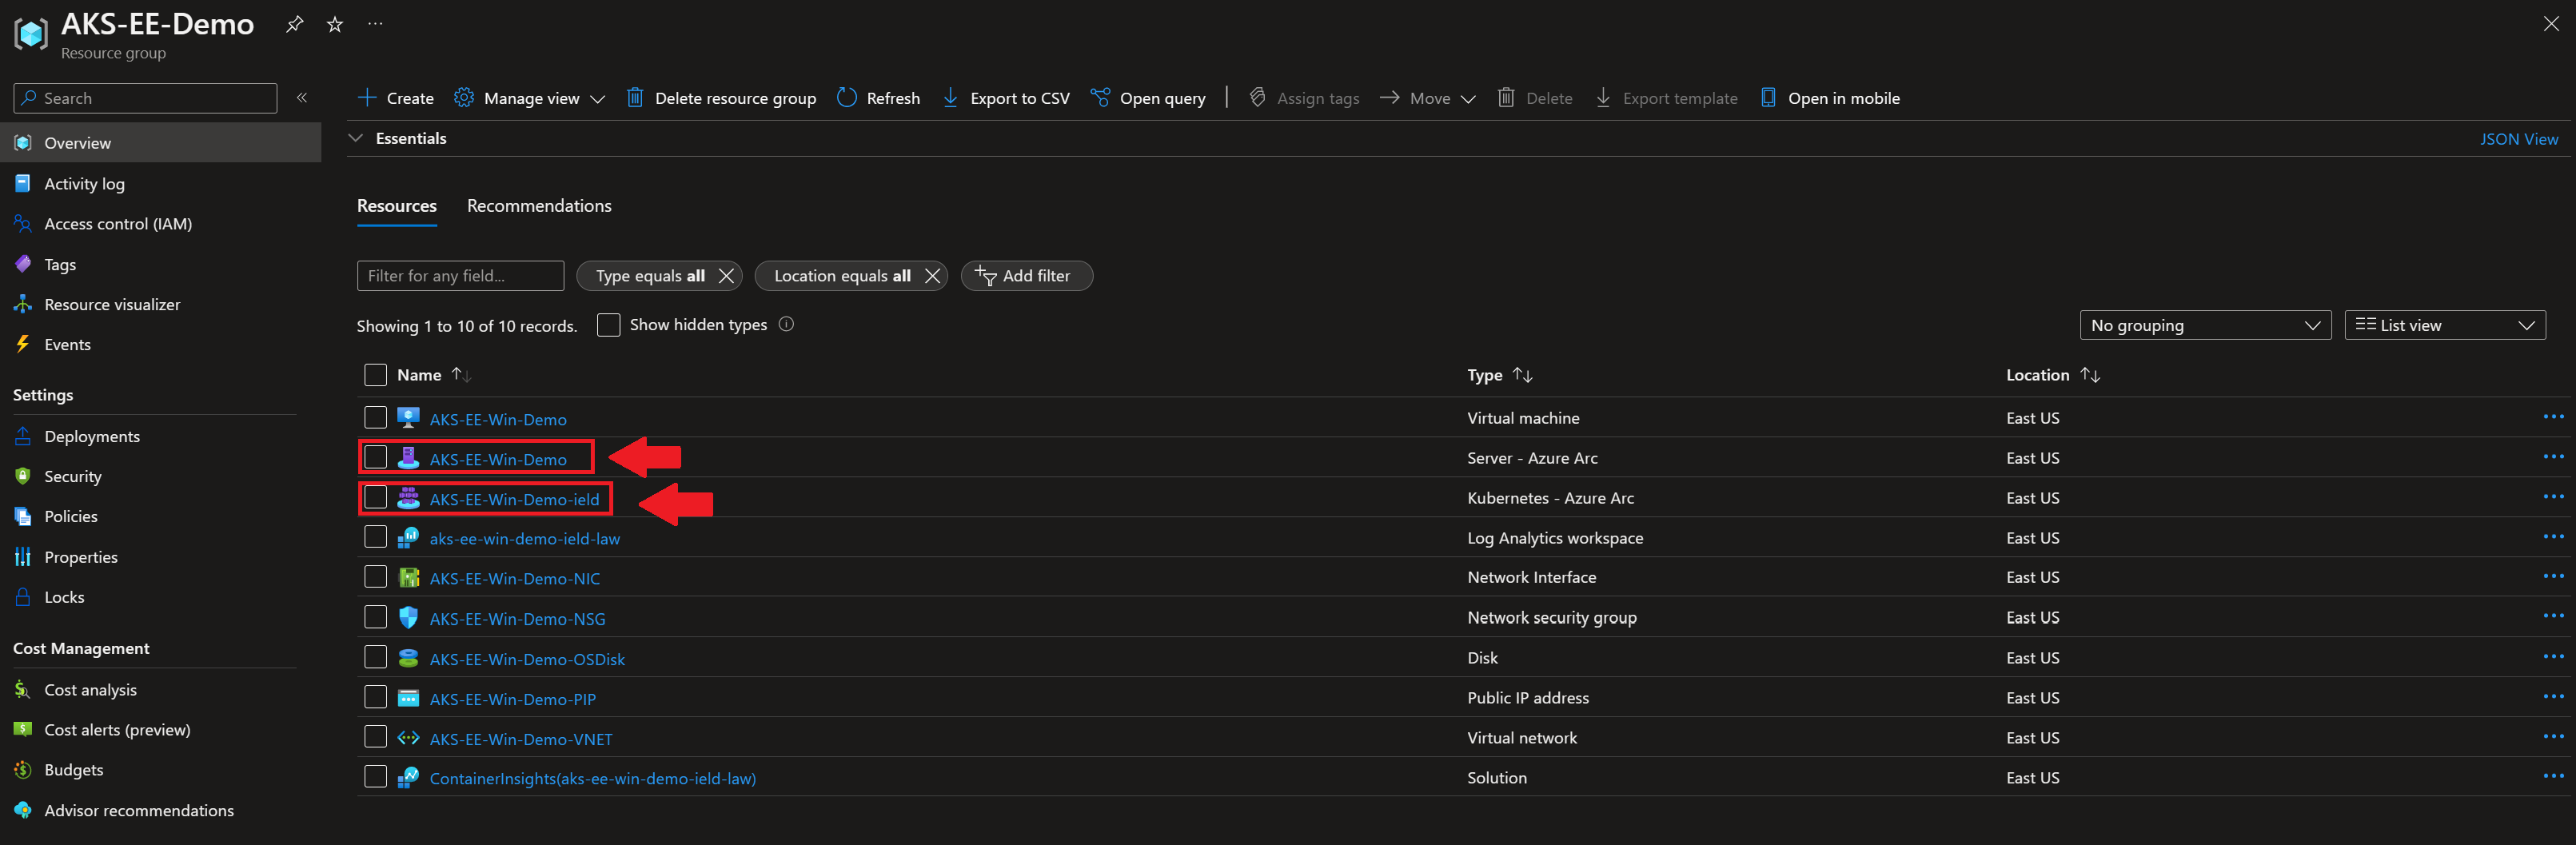 AKS-EE-Demo
Resource group
Search
Create Manage view Delete resource group Refresh Export to CSV Open query Assign tags Move Delete Export template Open in mobile
Essentials JSON View
Overview
Activity log
Access control (IAM)
Tags
Resource visualizer
Events
Settings
Deployments
Security
Policies
Properties
Locks
Cost Management
Cost analysis
Cost alerts (preview)
Budgets
Advisor recommendations
Resources Recommendations
Filter for any field... Type equals all Location equals all Add filter
Showing 1 to 10 of 10 records. Show hidden types No grouping List view
Name Type Location
AKS-EE-Win-Demo Virtual machine East US
AKS-EE-Win-Demo Server - Azure Arc East US
AKS-EE-Win-Demo-ield Kubernetes - Azure Arc East US
aks-ee-win-demo-ield-law Log Analytics workspace East US
AKS-EE-Win-Demo-NIC Network Interface East US
AKS-EE-Win-Demo-NSG Network security group East US
AKS-EE-Win-Demo-OSDisk Disk East US
AKS-EE-Win-Demo-PIP Public IP address East US
AKS-EE-Win-Demo-VNET Virtual network East US
ContainerInsights(aks-ee-win-demo-ield-law) Solution East US